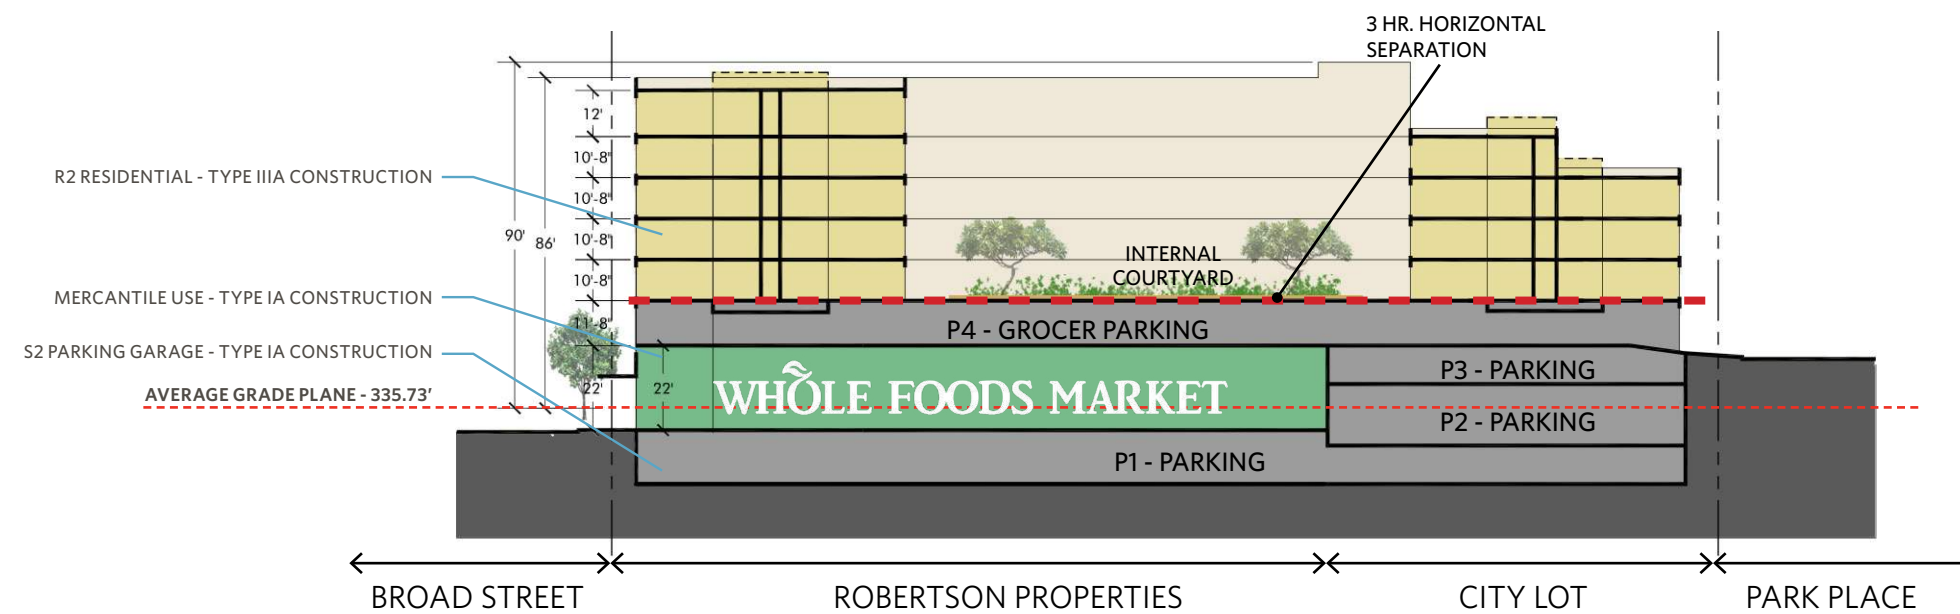 3 HR. HORIZONTAL
SEPARATION
12'
10'-8"
R2 RESIDENTIAL - TYPE IIIA CONSTRUCTION
10'-8"
90'
86'
10'-8"
INTERNAL
COURTYARD
10'-8"
MERCANTILE USE - TYPE IA CONSTRUCTION
11'-8"
P4 - GROCER PARKING
S2 PARKING GARAGE - TYPE IA CONSTRUCTION
P3 - PARKING
AVERAGE GRADE PLANE - 335.73'
22'
22'
WHOLE FOODS MARKET
P2 - PARKING
P1 - PARKING
BROAD STREET
ROBERTSON PROPERTIES
CITY LOT
PARK PLACE